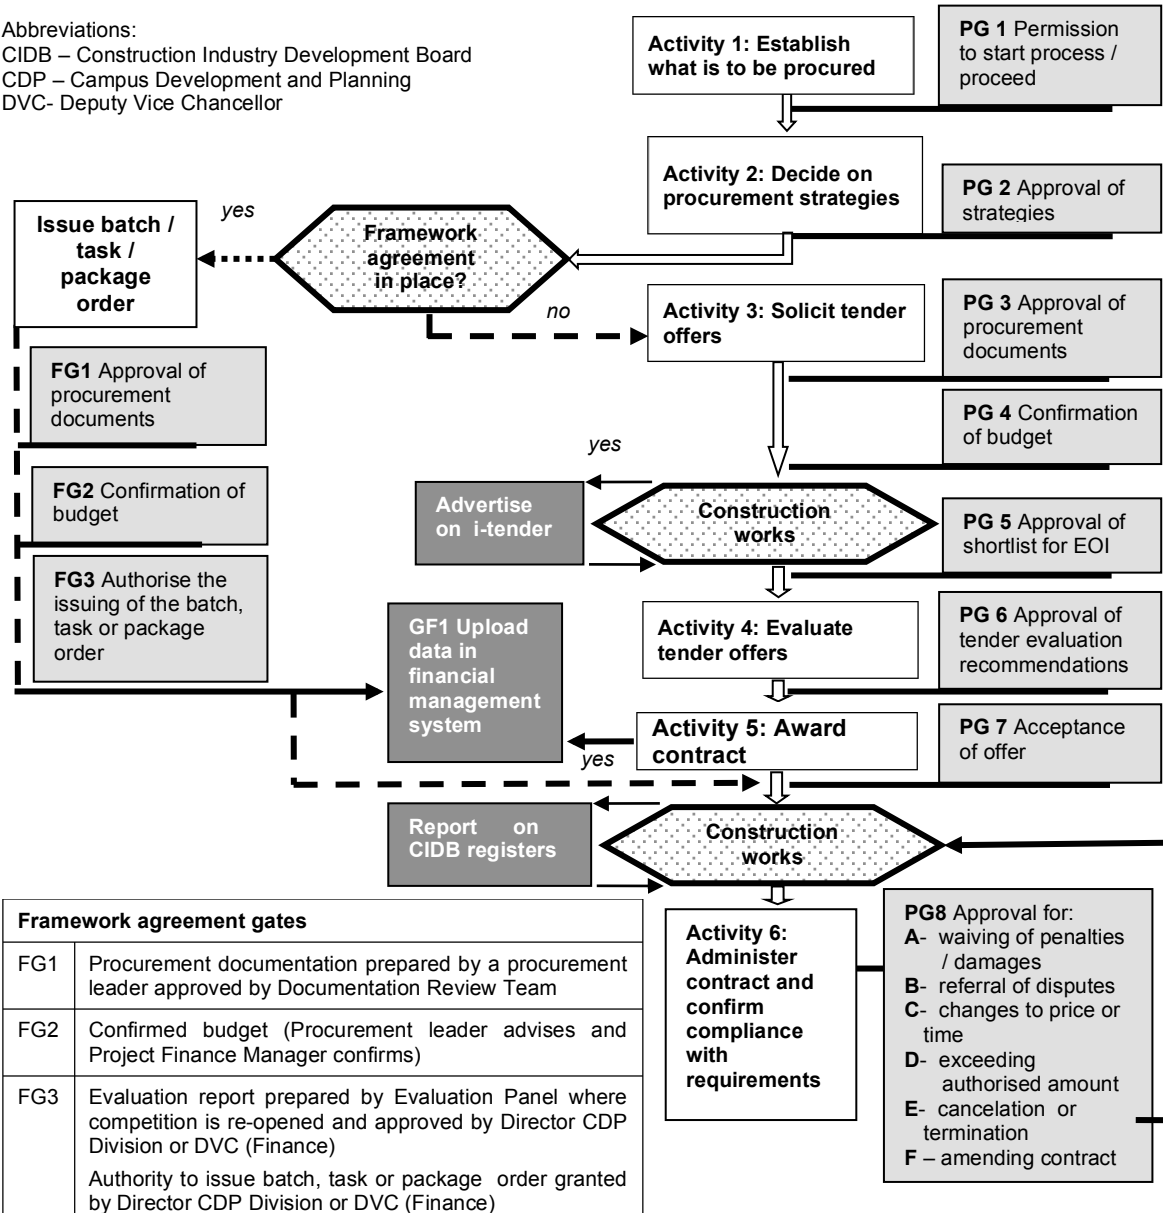 Abbreviations:
CIDB – Construction Industry Development Board
CDP – Campus Development and Planning
DVC- Deputy Vice Chancellor
Activity 1: Establish
what is to be procured
PG 1 Permission
to start process /
proceed
Activity 2: Decide on
procurement strategies
PG 2 Approval of
strategies
Issue batch /
task /
package
order
yes
Framework
agreement
in place?
no
Activity 3: Solicit tender
offers
PG 3 Approval of
procurement
documents
FG1 Approval of
procurement
documents
PG 4 Confirmation
of budget
FG2 Confirmation of
budget
yes
Advertise
on i-tender
Construction
works
PG 5 Approval of
shortlist for EOI
FG3 Authorise the
issuing of the batch,
task or package
order
GF1 Upload
data in
financial
management
system
Activity 4: Evaluate
tender offers
PG 6 Approval of
tender evaluation
recommendations
Activity 5: Award
contract
yes
PG 7 Acceptance
of offer
Report on
CIDB registers
Construction
works
Activity 6:
Administer
contract and
confirm
compliance
with
requirements
PG8 Approval for:
A- waiving of penalties
/ damages
B- referral of disputes
C- changes to price or
time
D- exceeding
authorised amount
E- cancelation or
termination
F – amending contract
Framework agreement gates
FG1 Procurement documentation prepared by a procurement
leader approved by Documentation Review Team
FG2 Confirmed budget (Procurement leader advises and
Project Finance Manager confirms)
FG3 Evaluation report prepared by Evaluation Panel where
competition is re-opened and approved by Director CDP
Division or DVC (Finance)
Authority to issue batch, task or package order granted
by Director CDP Division or DVC (Finance)